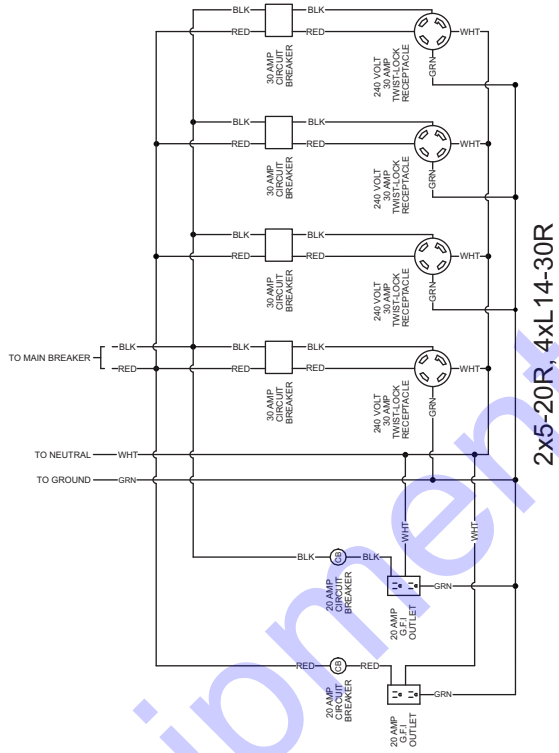 BLK
BLK
RED
RED
WHT
GRN
30 AMP
CIRCUIT
BREAKER
240 VOLT
30 AMP
TWIST-LOCK
RECEPTACLE
BLK
BLK
RED
RED
WHT
GRN
30 AMP
CIRCUIT
BREAKER
240 VOLT
30 AMP
TWIST-LOCK
RECEPTACLE
BLK
BLK
RED
RED
WHT
GRN
30 AMP
CIRCUIT
BREAKER
240 VOLT
30 AMP
TWIST-LOCK
RECEPTACLE
TO MAIN BREAKER
BLK
RED
BLK
BLK
RED
RED
WHT
GRN
30 AMP
CIRCUIT
BREAKER
240 VOLT
30 AMP
TWIST-LOCK
RECEPTACLE
TO NEUTRAL
WHT
TO GROUND
GRN
WHT
WHT
BLK
CB
BLK
20 AMP
CIRCUIT
BREAKER
20 AMP
G.F.I
OUTLET
GRN
RED
CB
RED
20 AMP
CIRCUIT
BREAKER
20 AMP
G.F.I
OUTLET
GRN
2x5-20R, 4xL14-30R